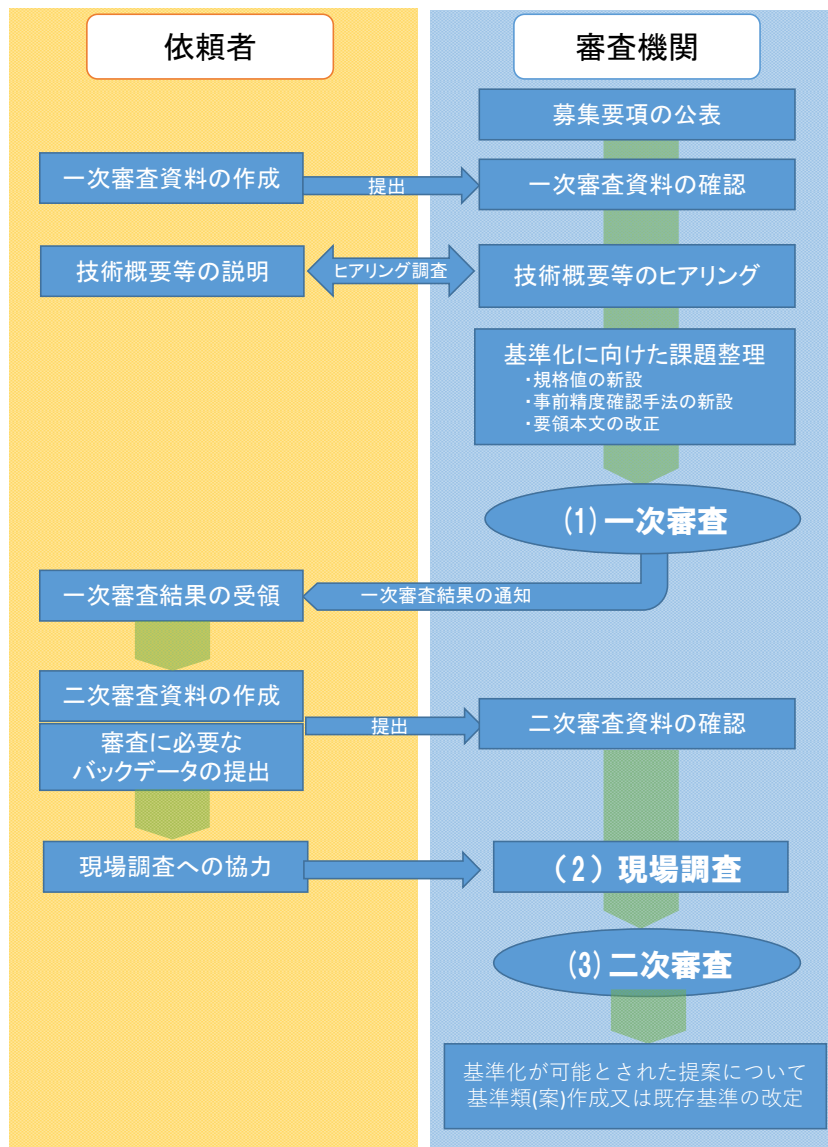 依頼者
審査機関
募集要項の公表
一次審査資料の作成
提出
一次審査資料の確認
技術概要等の説明
ヒアリング調査
技術概要等のヒアリング
基準化に向けた課題整理
・規格値の新設
・事前精度確認手法の新設
・要領本文の改正
(1)一次審査
一次審査結果の受領
一次審査結果の通知
二次審査資料の作成
提出
二次審査資料の確認
審査に必要な
バックデータの提出
現場調査への協力
（2）現場調査
(3)二次審査
基準化が可能とされた提案について
基準類(案)作成又は既存基準の改定